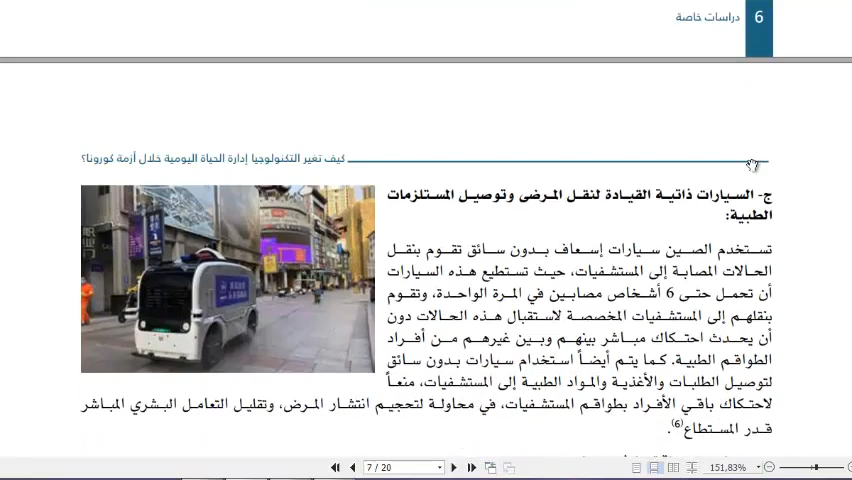 6
دراسات خاصة
كيف تغير التكنولوجيا إدارة الحياة اليومية خلال أزمة كورونا؟
ج- السيارات ذاتية القيادة لنقل المرضى وتوصيل المستلزمات
الطبية:
تستخدم الصين سيارات إسعاف بدون سائق تقوم بنقل
الحالات المصابة إلى المستشفيات، حيث تستطيع هذه السيارات
أن تحمل حتى 6 أشخاص مصابين في المرة الواحدة، وتقوم
بنقلهم إلى المستشفيات المخصصة لاستقبال هذه الحالات دون
أن يحدث احتكاك مباشر بينهم وبين غيرهم من أفراد
الطواقم الطبية. كما يتم أيضاً استخدام سيارات بدون سائق
لتوصيل الطلبات والأغذية والمواد الطبية إلى المستشفيات، منعاً
لاحتكاك باقي الأفراد بطواقم المستشفيات، في محاولة لتحجيم انتشار المرض، وتقليل التعامل البشري المباشر
قدر المستطاع(6).
7 / 20
151,83%